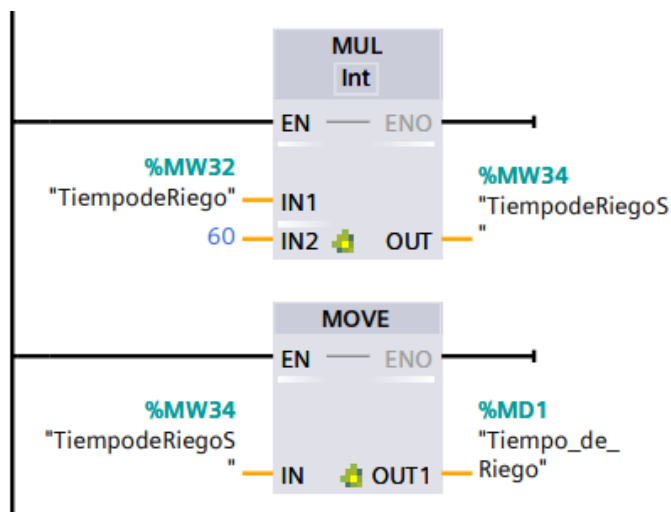 MUL
Int
EN ENO
%MW32
"TiempodeRiego" IN1
%MW34
"TiempodeRiegoS
"
60 IN2 OUT
MOVE
EN ENO
%MW34
"TiempodeRiegoS
" IN OUT1
%MD1
"Tiempo_de_
Riego"